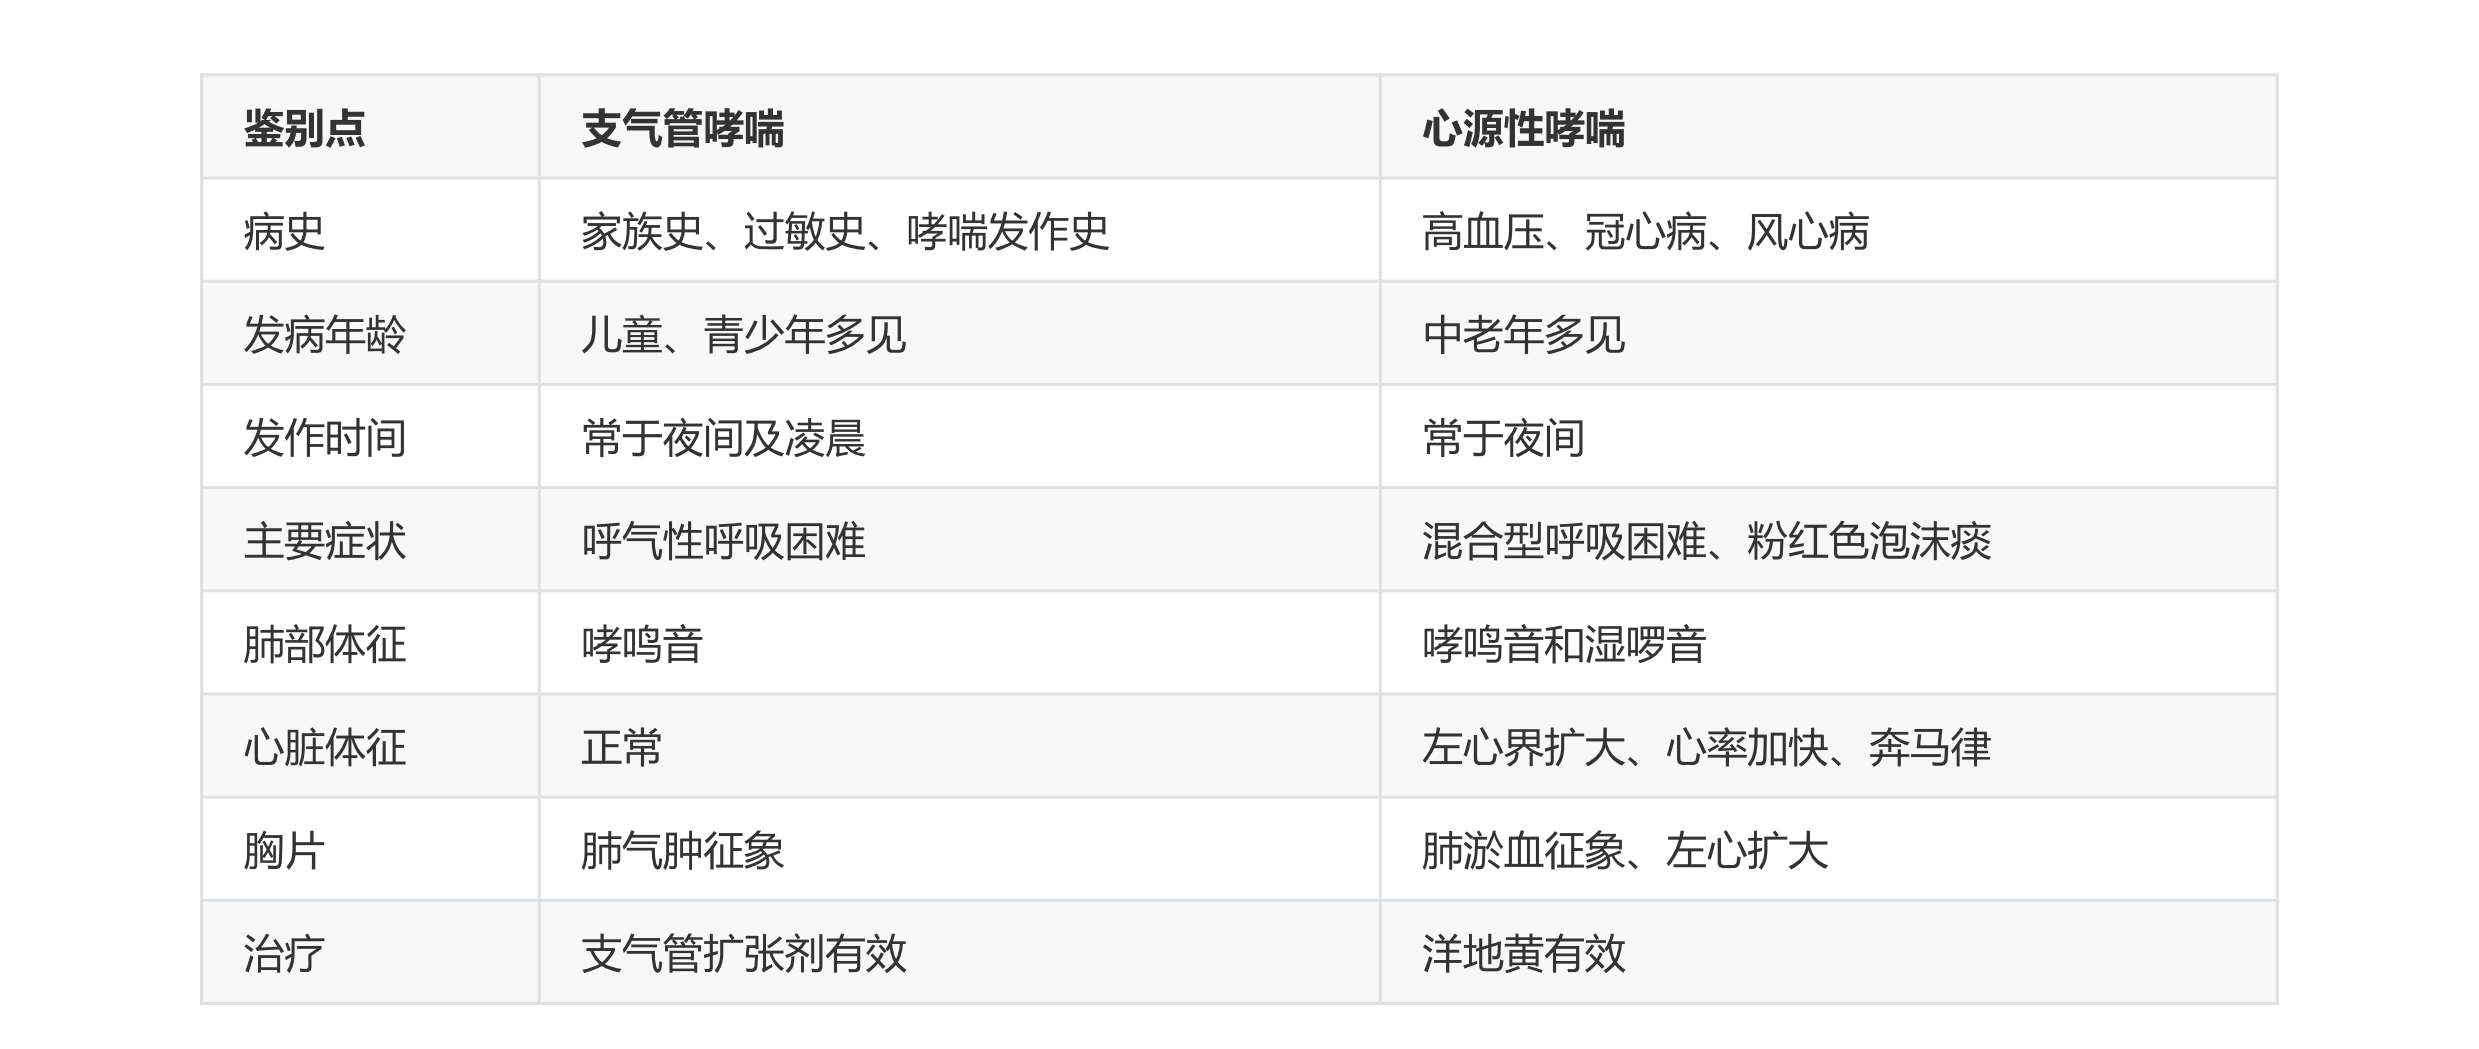 鉴别点 支气管哮喘 心源性哮喘
病史 家族史、过敏史、哮喘发作史 高血压、冠心病、风心病
发病年龄 儿童、青少年多见 中老年多见
发作时间 常于夜间及凌晨 常于夜间
主要症状 呼气性呼吸困难 混合型呼吸困难、粉红色泡沫痰
肺部体征 哮鸣音 哮鸣音和湿啰音
心脏体征 正常 左心界扩大、心率加快、奔马律
胸片 肺气肿征象 肺淤血征象、左心扩大
治疗 支气管扩张剂有效 洋地黄有效